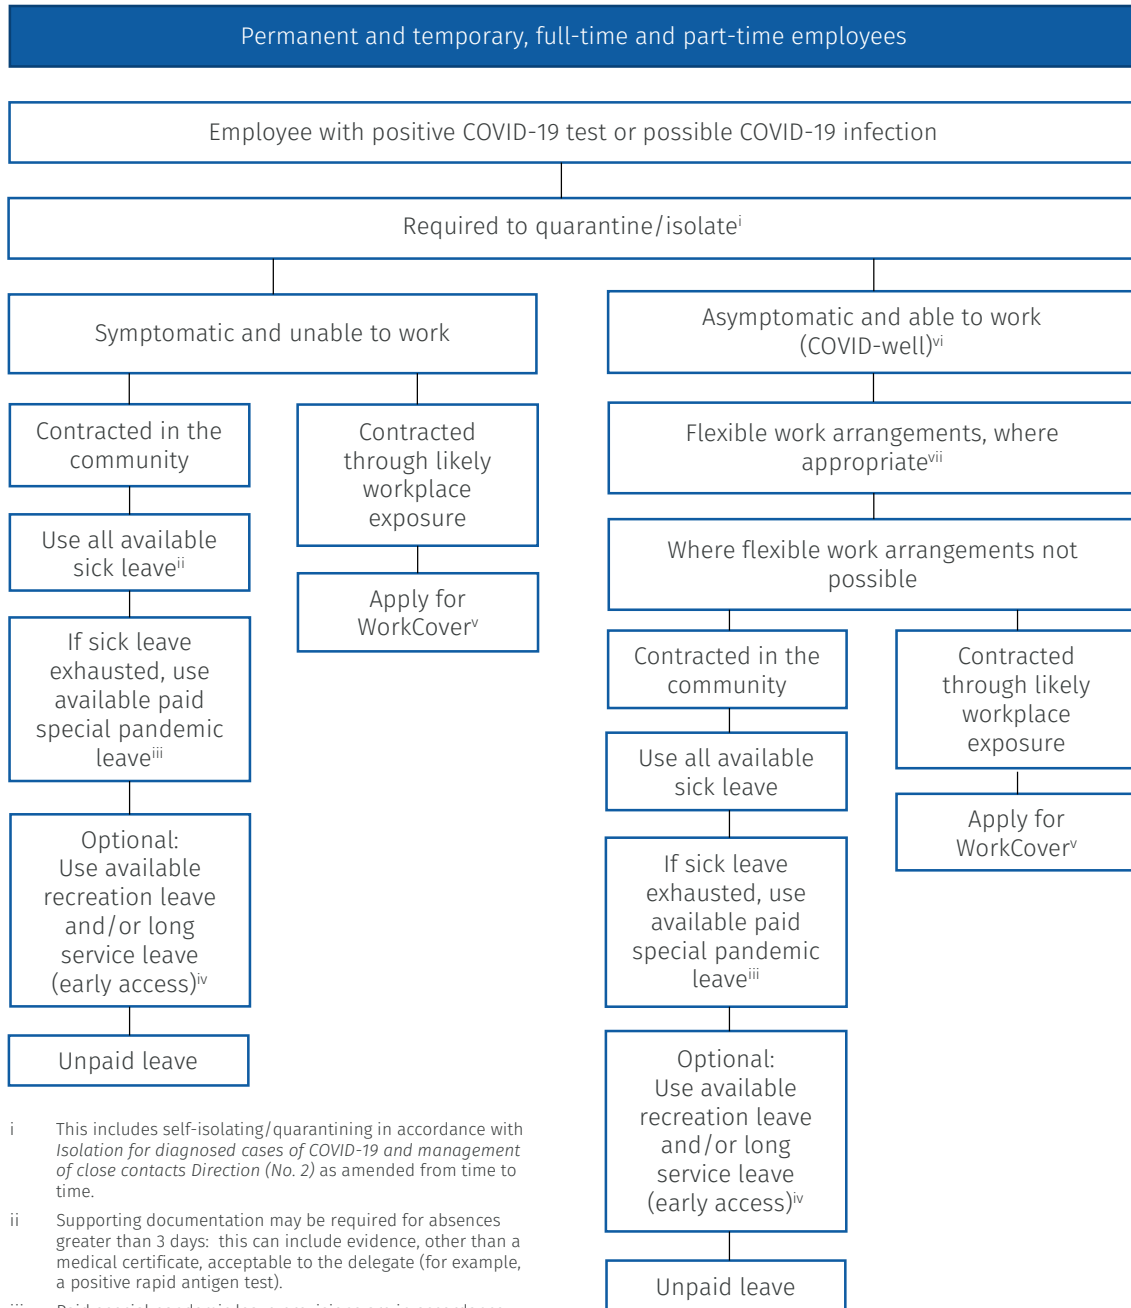 Permanent and temporary, full-time and part-time employees
Employee with positive COVID-19 test or possible COVID-19 infection
Required to quarantine/isolateⁱ
Symptomatic and unable to work
Contracted in the
community
Use all available
sick leaveⁱⁱ
If sick leave
exhausted, use
available paid
special pandemic
leaveⁱⁱⁱ
Optional:
Use available
recreation leave
and/or long
service leave
(early access)ⁱᵛ
Unpaid leave
Contracted
through likely
workplace
exposure
Apply for
WorkCoverᵛ
Asymptomatic and able to work
(COVID-well)ᵛⁱ
Flexible work arrangements, where
appropriateᵛⁱⁱ
Where flexible work arrangements not
possible
Contracted in the
community
Use all available
sick leave
If sick leave
exhausted, use
available paid
special pandemic
leaveⁱⁱⁱ
Optional:
Use available
recreation leave
and/or long
service leave
(early access)ⁱᵛ
Unpaid leave
Contracted
through likely
workplace
exposure
Apply for
WorkCoverᵛ
i This includes self-isolating/quarantining in accordance with
Isolation for diagnosed cases of COVID-19 and management
of close contacts Direction (No. 2) as amended from time to
time.
ii Supporting documentation may be required for absences
greater than 3 days: this can include evidence, other than a
medical certificate, acceptable to the delegate (for example,
a positive rapid antigen test).